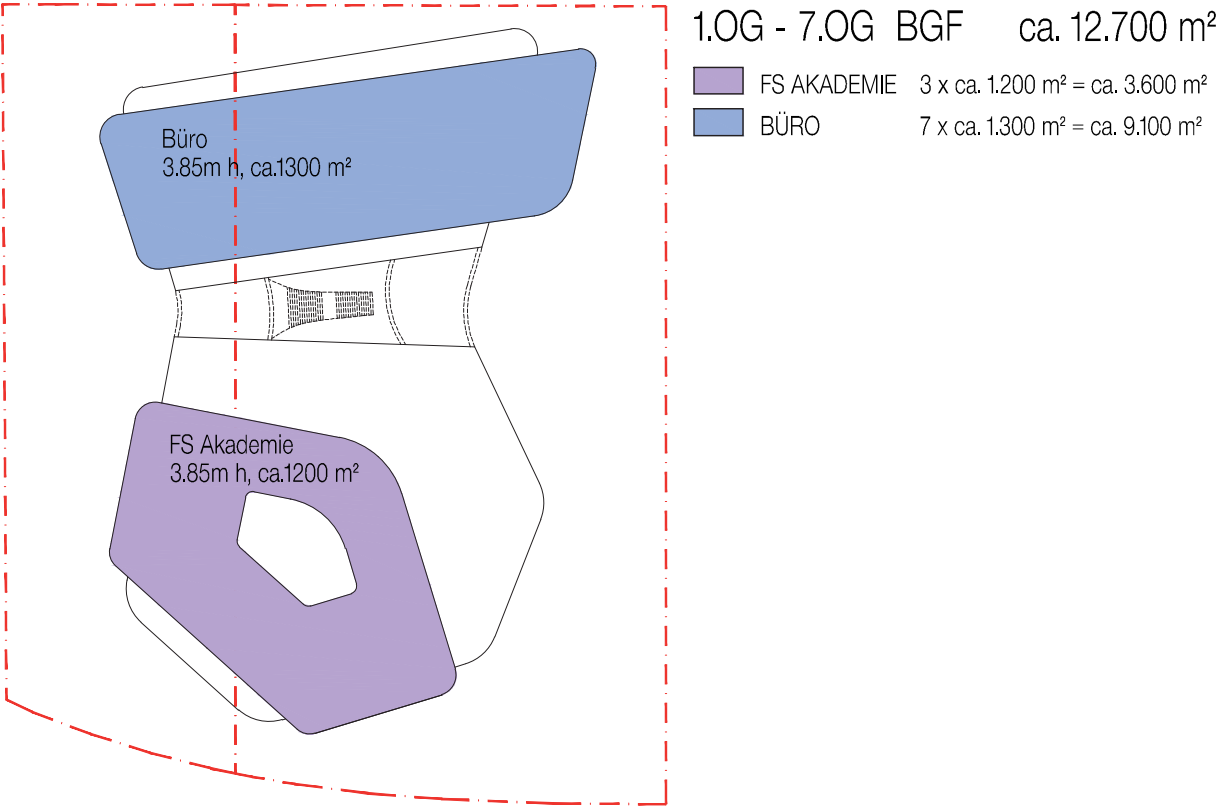 1.OG - 7.OG BGF ca. 12.700 m²
FS AKADEMIE 3 x ca. 1.200 m² = ca. 3.600 m²
BÜRO 7 x ca. 1.300 m² = ca. 9.100 m²
Büro
3.85m h, ca.1300 m²
FS Akademie
3.85m h, ca.1200 m²